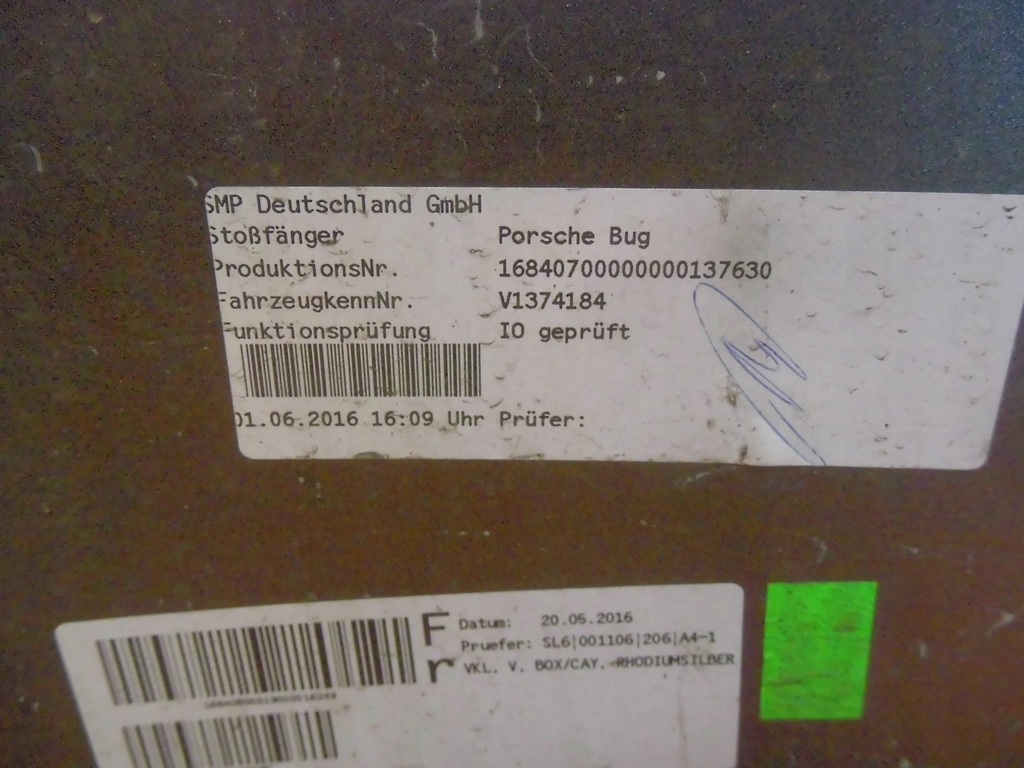 SMP Deutschland GmbH
Stoßfänger Porsche Bug
ProduktionsNr. 16840700000000137630
FahrzeugkennNr. V1374184
Funktionsprüfung IO geprüft
01.06.2016 16:09 Uhr Prüfer:
Fr
Datum: 20.05.2016
Pruefer: SL6|001106|206|A4-1
VKL. V. BOX/CAY. RHODIUMSILBER